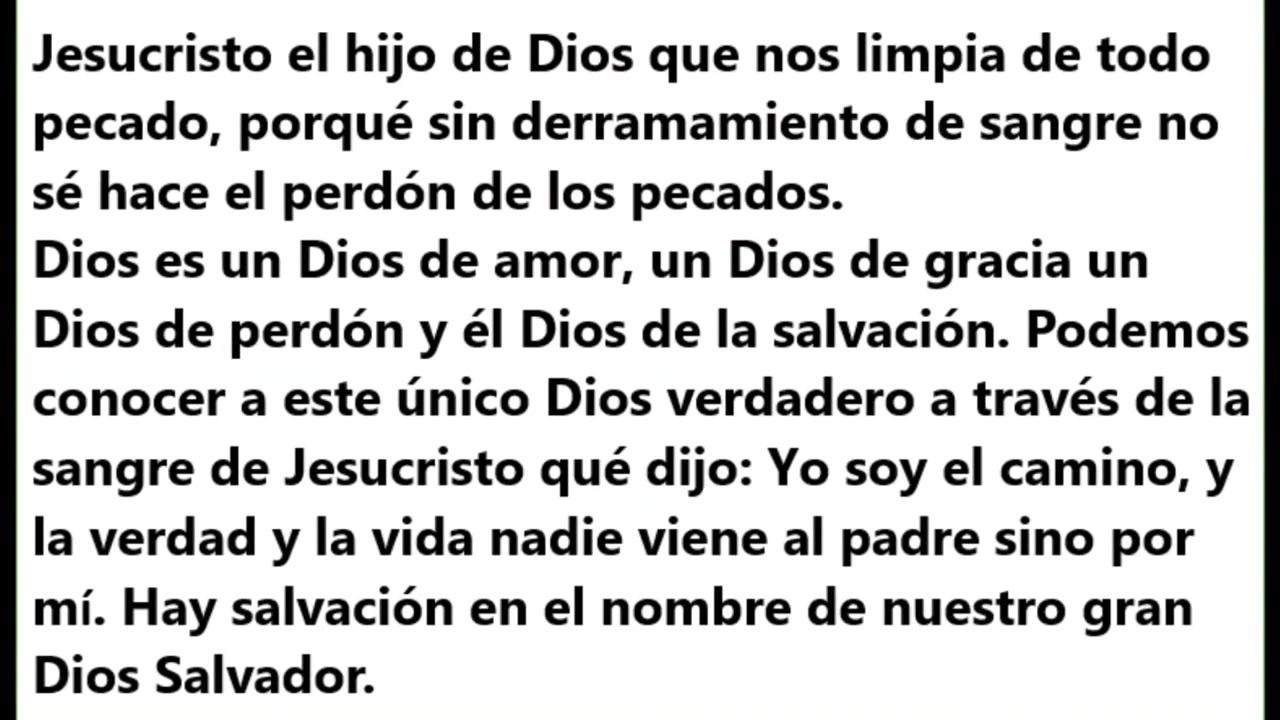 Jesucristo el hijo de Dios que nos limpia de todo
pecado, porqué sin derramamiento de sangre no
sé hace el perdón de los pecados.
Dios es un Dios de amor, un Dios de gracia un
Dios de perdón y él Dios de la salvación. Podemos
conocer a este único Dios verdadero a través de la
sangre de Jesucristo qué dijo: Yo soy el camino, y
la verdad y la vida nadie viene al padre sino por
mí. Hay salvación en el nombre de nuestro gran
Dios Salvador.